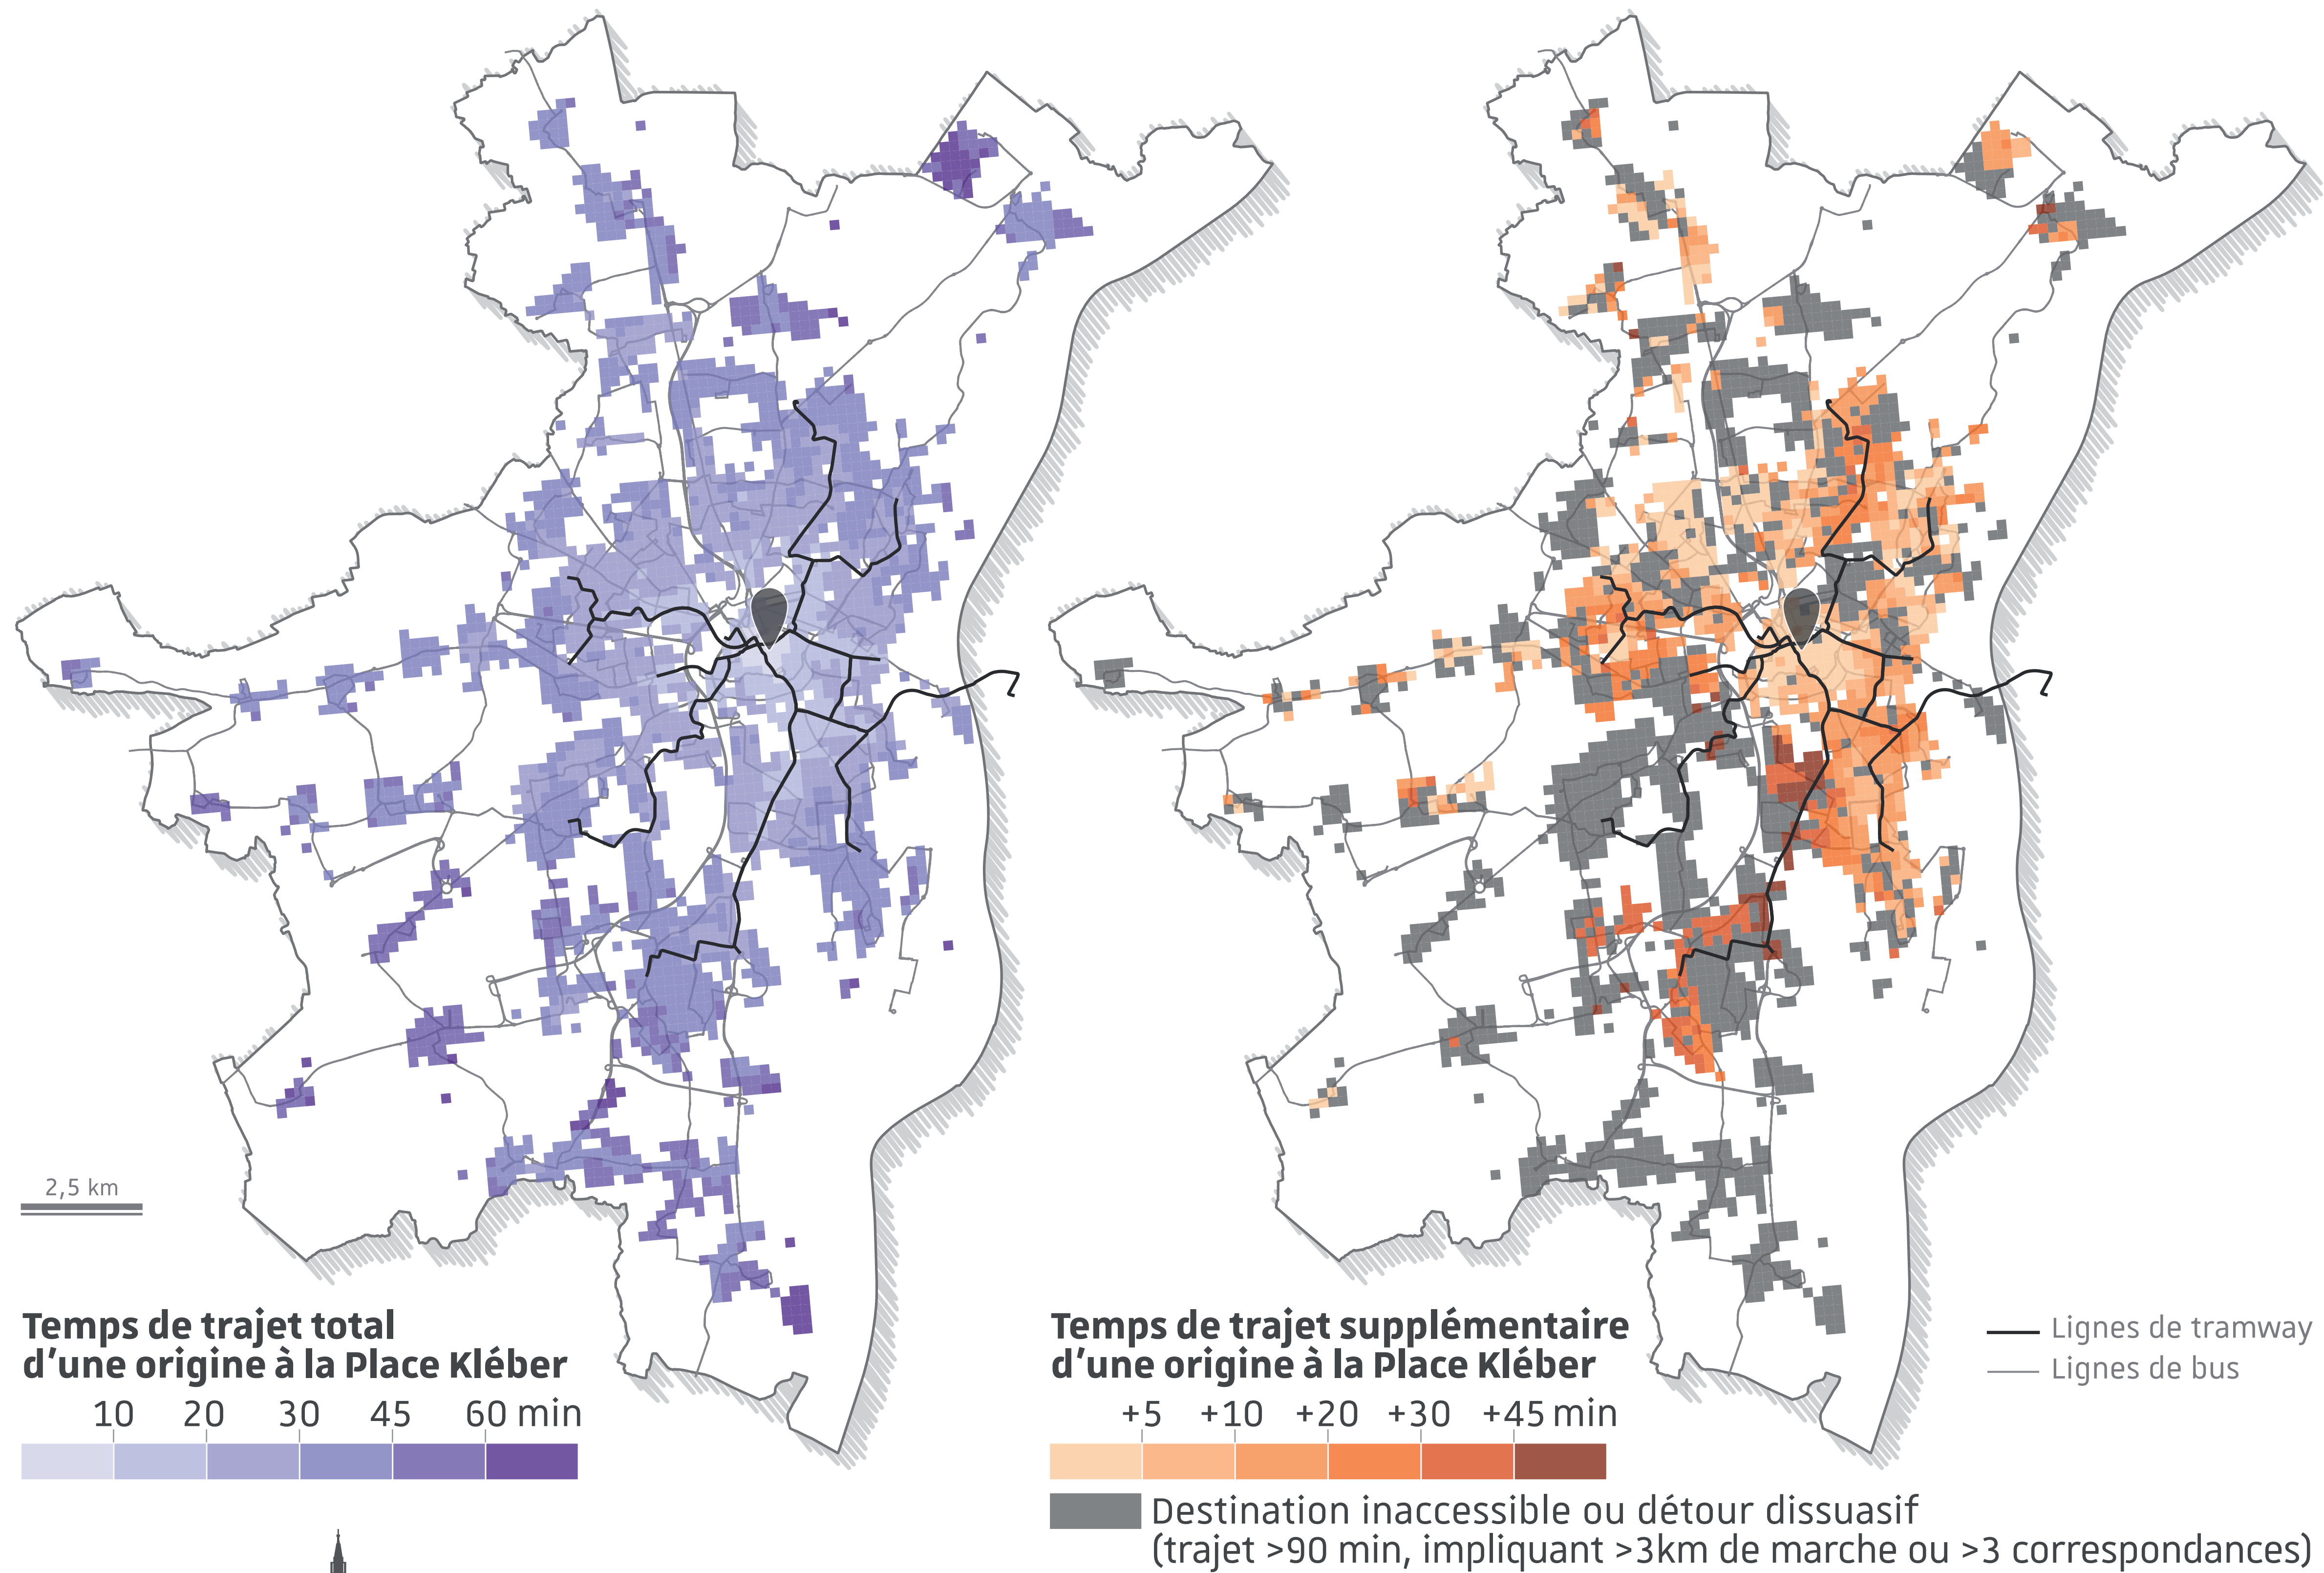 2,5 km
Temps de trajet total
d’une origine à la Place Kléber
10 20 30 45 60 min
Temps de trajet supplémentaire
d’une origine à la Place Kléber
+5 +10 +20 +30 +45 min
Destination inaccessible ou détour dissuasif
(trajet >90 min, impliquant >3km de marche ou >3 correspondances)
Lignes de tramway
Lignes de bus